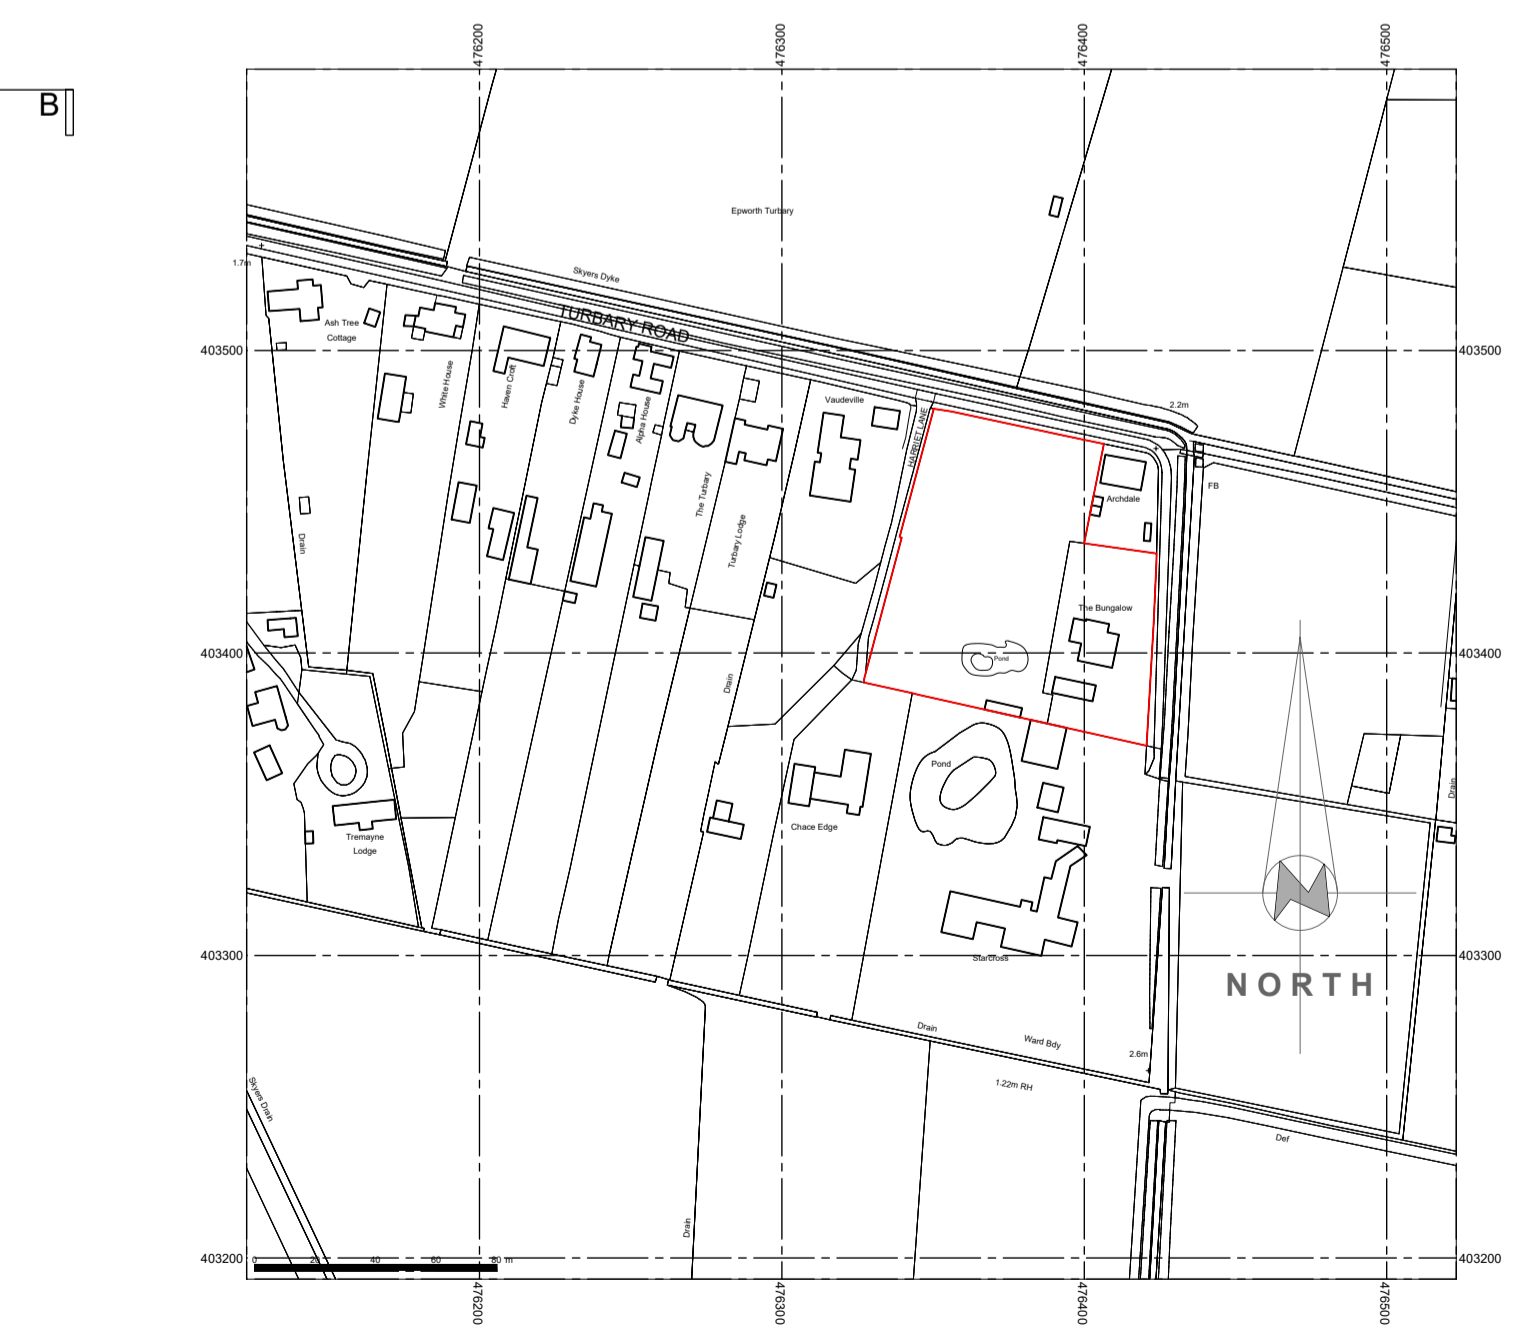 476200
476300
476400
476500
B
Epworth Turbary
1.7m
Skyers Dyke
TURBARY ROAD
Ash Tree
Cottage
403500
403500
White House
Haven Croft
Dyke House
Alpha House
The Turbary
Turbary Lodge
Vaudeville
HARRIET LANE
2.2m
FB
Archdale
Drain
The Bungalow
403400
403400
Pond
Drain
Pond
Drain
Chace Edge
Tremayne
Lodge
Starcross
403300
403300
NORTH
Drain
Ward Bdy
2.6m
1.22m RH
Skyers Drain
Def
Drain
403200
403200
0 20 40 60 80 m
476200
476300
476400
476500